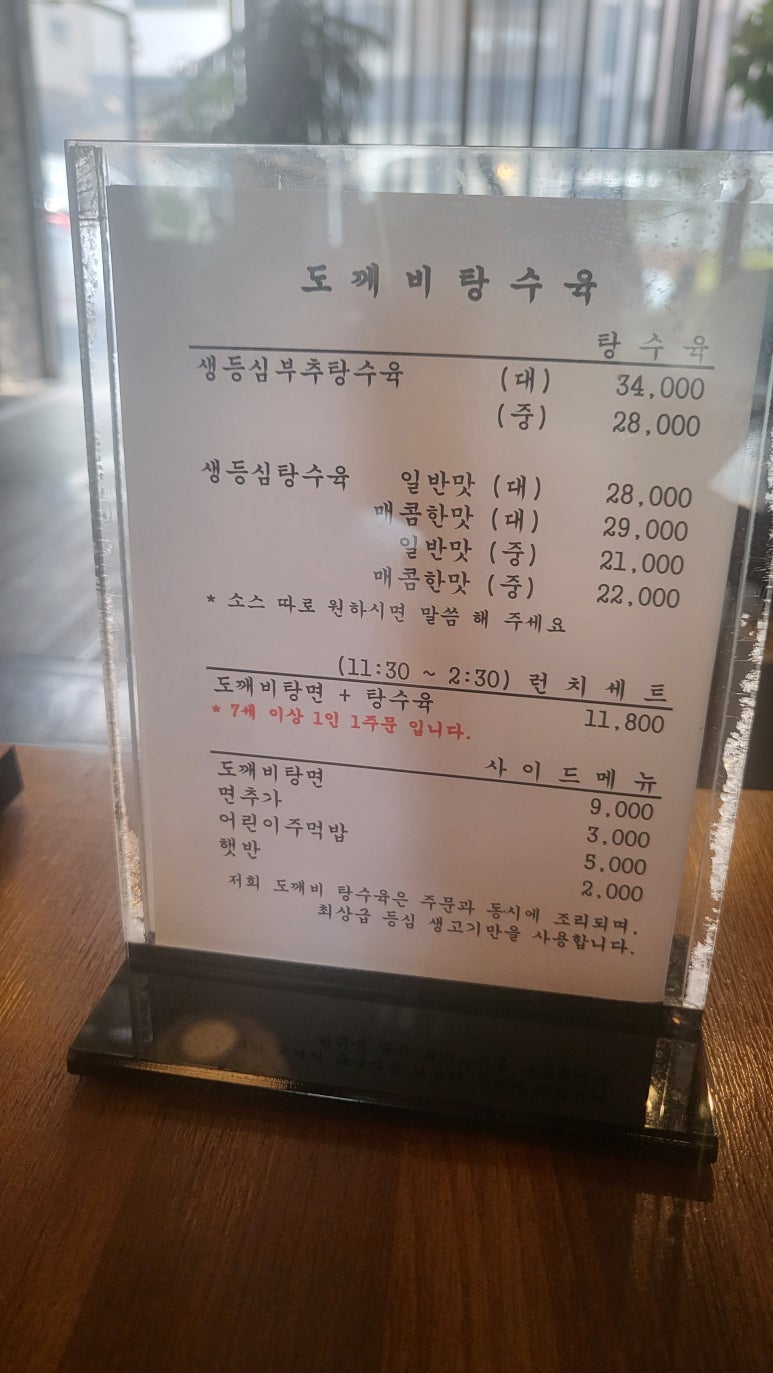 도깨비탕수육
탕수육
생등심부추탕수육 (대) 34,000
(중) 28,000
생등심탕수육 일반맛 (대) 28,000
매콤한맛 (대) 29,000
일반맛 (중) 21,000
매콤한맛 (중) 22,000
* 소스 따로 원하시면 말씀 해 주세요
(11:30 ~ 2:30) 런치세트
도깨비탕면 + 탕수육 11,800
* 7세 이상 1인 1주문 입니다.
사이드메뉴
도깨비탕면 9,000
면추가 3,000
어린이주먹밥 5,000
햇반 2,000
저희 도깨비 탕수육은 주문과 동시에 조리되며,
최상급 등심 생고기만을 사용합니다.